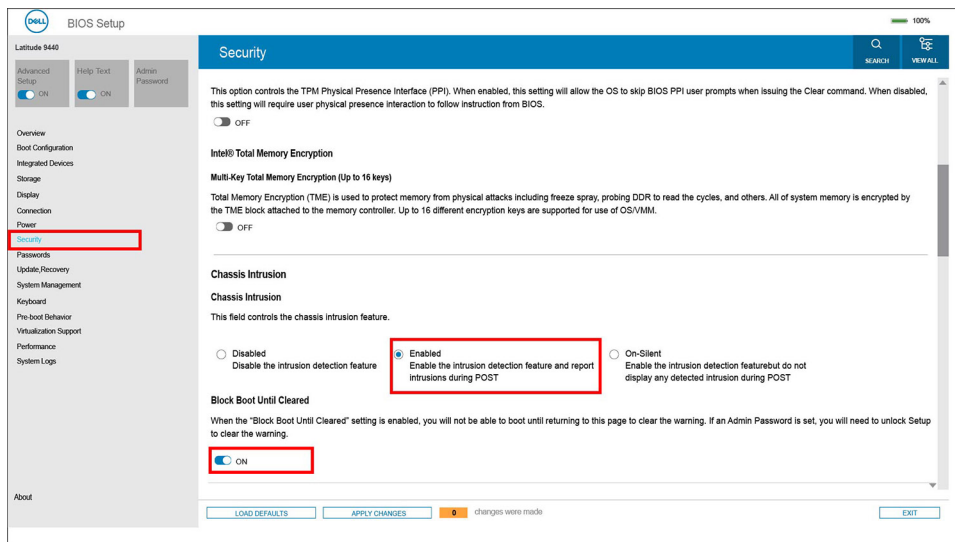 DELL
BIOS Setup
100%
Latitude 9440
Advanced
Setup
ON
Help Text
ON
Admin
Password
Security
SEARCH
VIEW ALL
Overview
Boot Configuration
Integrated Devices
Storage
Display
Connection
Power
Security
Passwords
Update,Recovery
System Management
Keyboard
Pre-boot Behavior
Virtualization Support
Performance
System Logs
About
This option controls the TPM Physical Presence Interface (PPI). When enabled, this setting will allow the OS to skip BIOS PPI user prompts when issuing the Clear command. When disabled,
this setting will require user physical presence interaction to follow instruction from BIOS.
OFF
Intel® Total Memory Encryption
Multi-Key Total Memory Encryption (Up to 16 keys)
Total Memory Encryption (TME) is used to protect memory from physical attacks including freeze spray, probing DDR to read the cycles, and others. All of system memory is encrypted by
the TME block attached to the memory controller. Up to 16 different encryption keys are supported for use of OS/VMM.
OFF
Chassis Intrusion
Chassis Intrusion
This field controls the chassis intrusion feature.
Disabled
Disable the intrusion detection feature
Enabled
Enable the intrusion detection feature and report
intrusions during POST
On-Silent
Enable the intrusion detection featurebut do not
display any detected intrusion during POST
Block Boot Until Cleared
When the "Block Boot Until Cleared" setting is enabled, you will not be able to boot until returning to this page to clear the warning. If an Admin Password is set, you will need to unlock Setup
to clear the warning.
ON
LOAD DEFAULTS
APPLY CHANGES
0
changes were made
EXIT